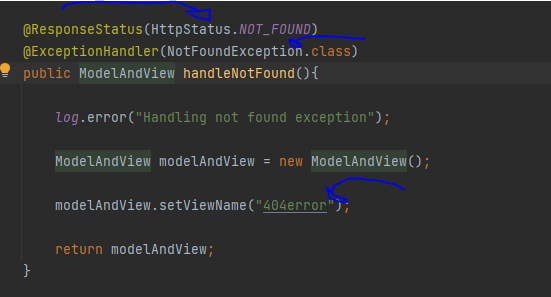 @ResponseStatus(HttpStatus.NOT_FOUND)
@ExceptionHandler(NotFoundException.class)
public ModelAndView handleNotFound(){
log.error("Handling not found exception");
ModelAndView modelAndView = new ModelAndView();
modelAndView.setViewName("404error");
return modelAndView;
}